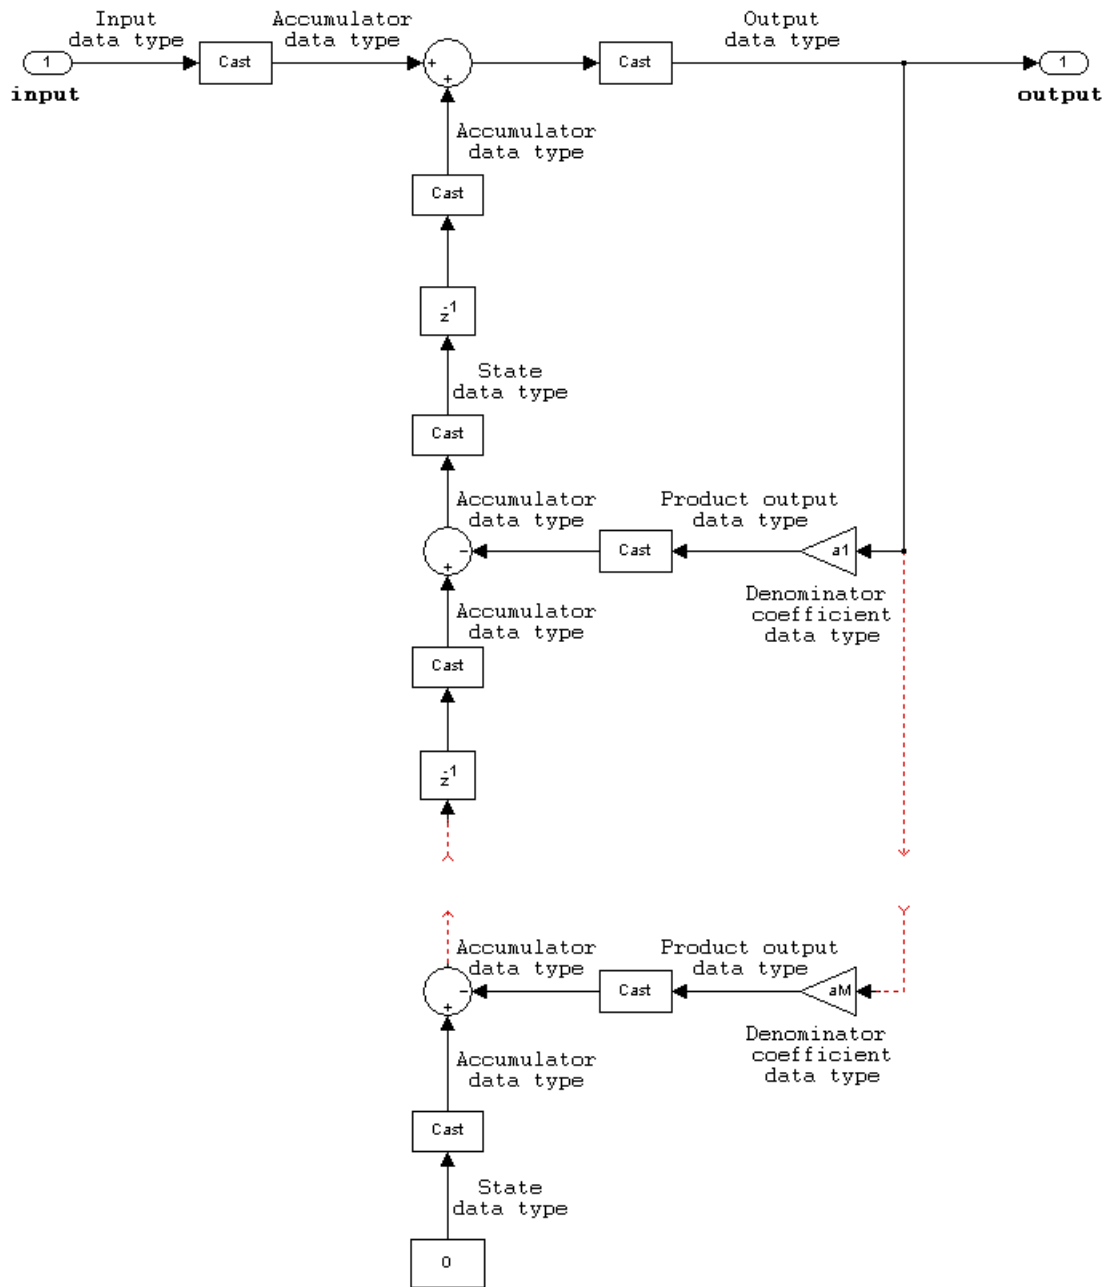 Input
data type
Accumulator
data type
Output
data type
1
Cast
+
+
Cast
1
input
output
Accumulator
data type
Cast
z-1
State
data type
Cast
Accumulator
data type
Product output
data type
-
+
Cast
a1
Accumulator
data type
Denominator
coefficient
data type
Cast
z-1
Accumulator
data type
Product output
data type
-
+
Cast
aM
Accumulator
data type
Denominator
coefficient
data type
Cast
State
data type
0